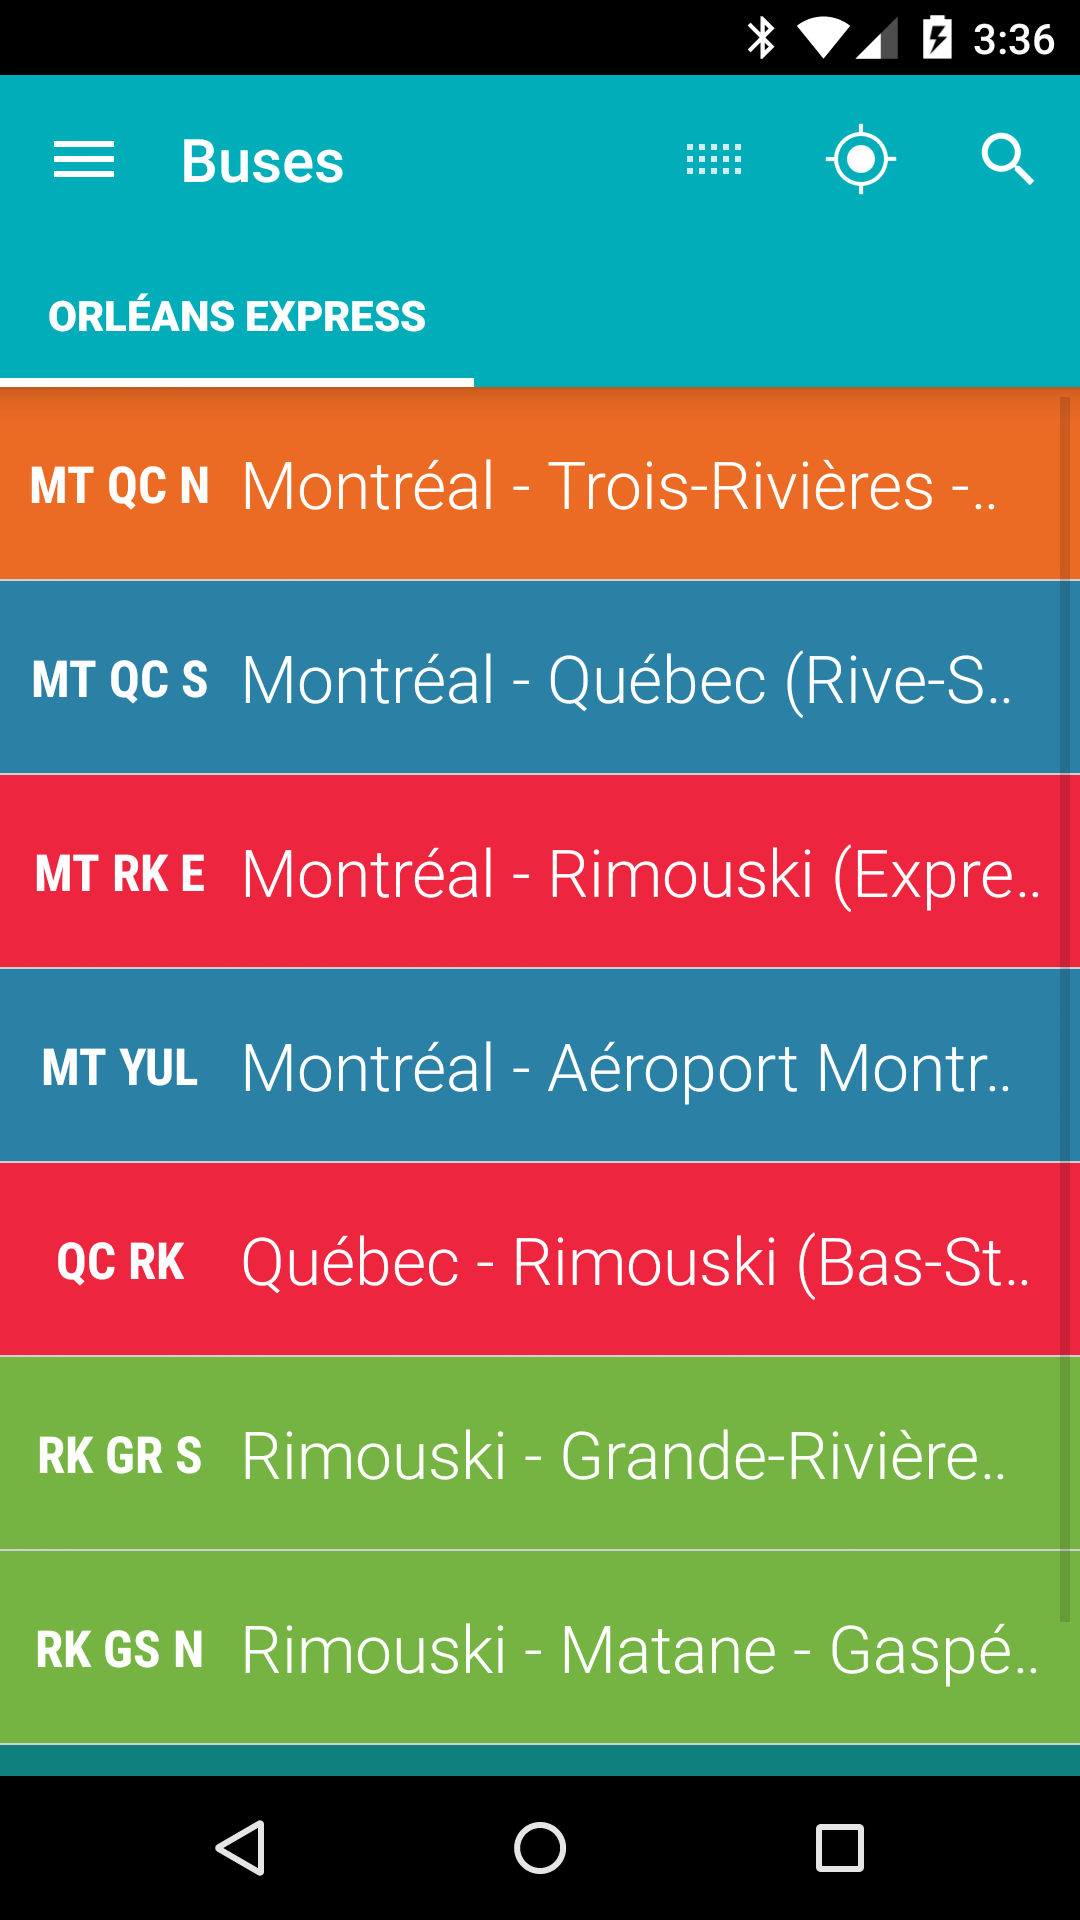 3:36
Buses
ORLÉANS EXPRESS
MT QC N Montréal - Trois-Rivières -..
MT QC S Montréal - Québec (Rive-S..
MT RK E Montréal - Rimouski (Expre..
MT YUL Montréal - Aéroport Montr..
QC RK Québec - Rimouski (Bas-St..
RK GR S Rimouski - Grande-Rivière..
RK GS N Rimouski - Matane - Gaspé..